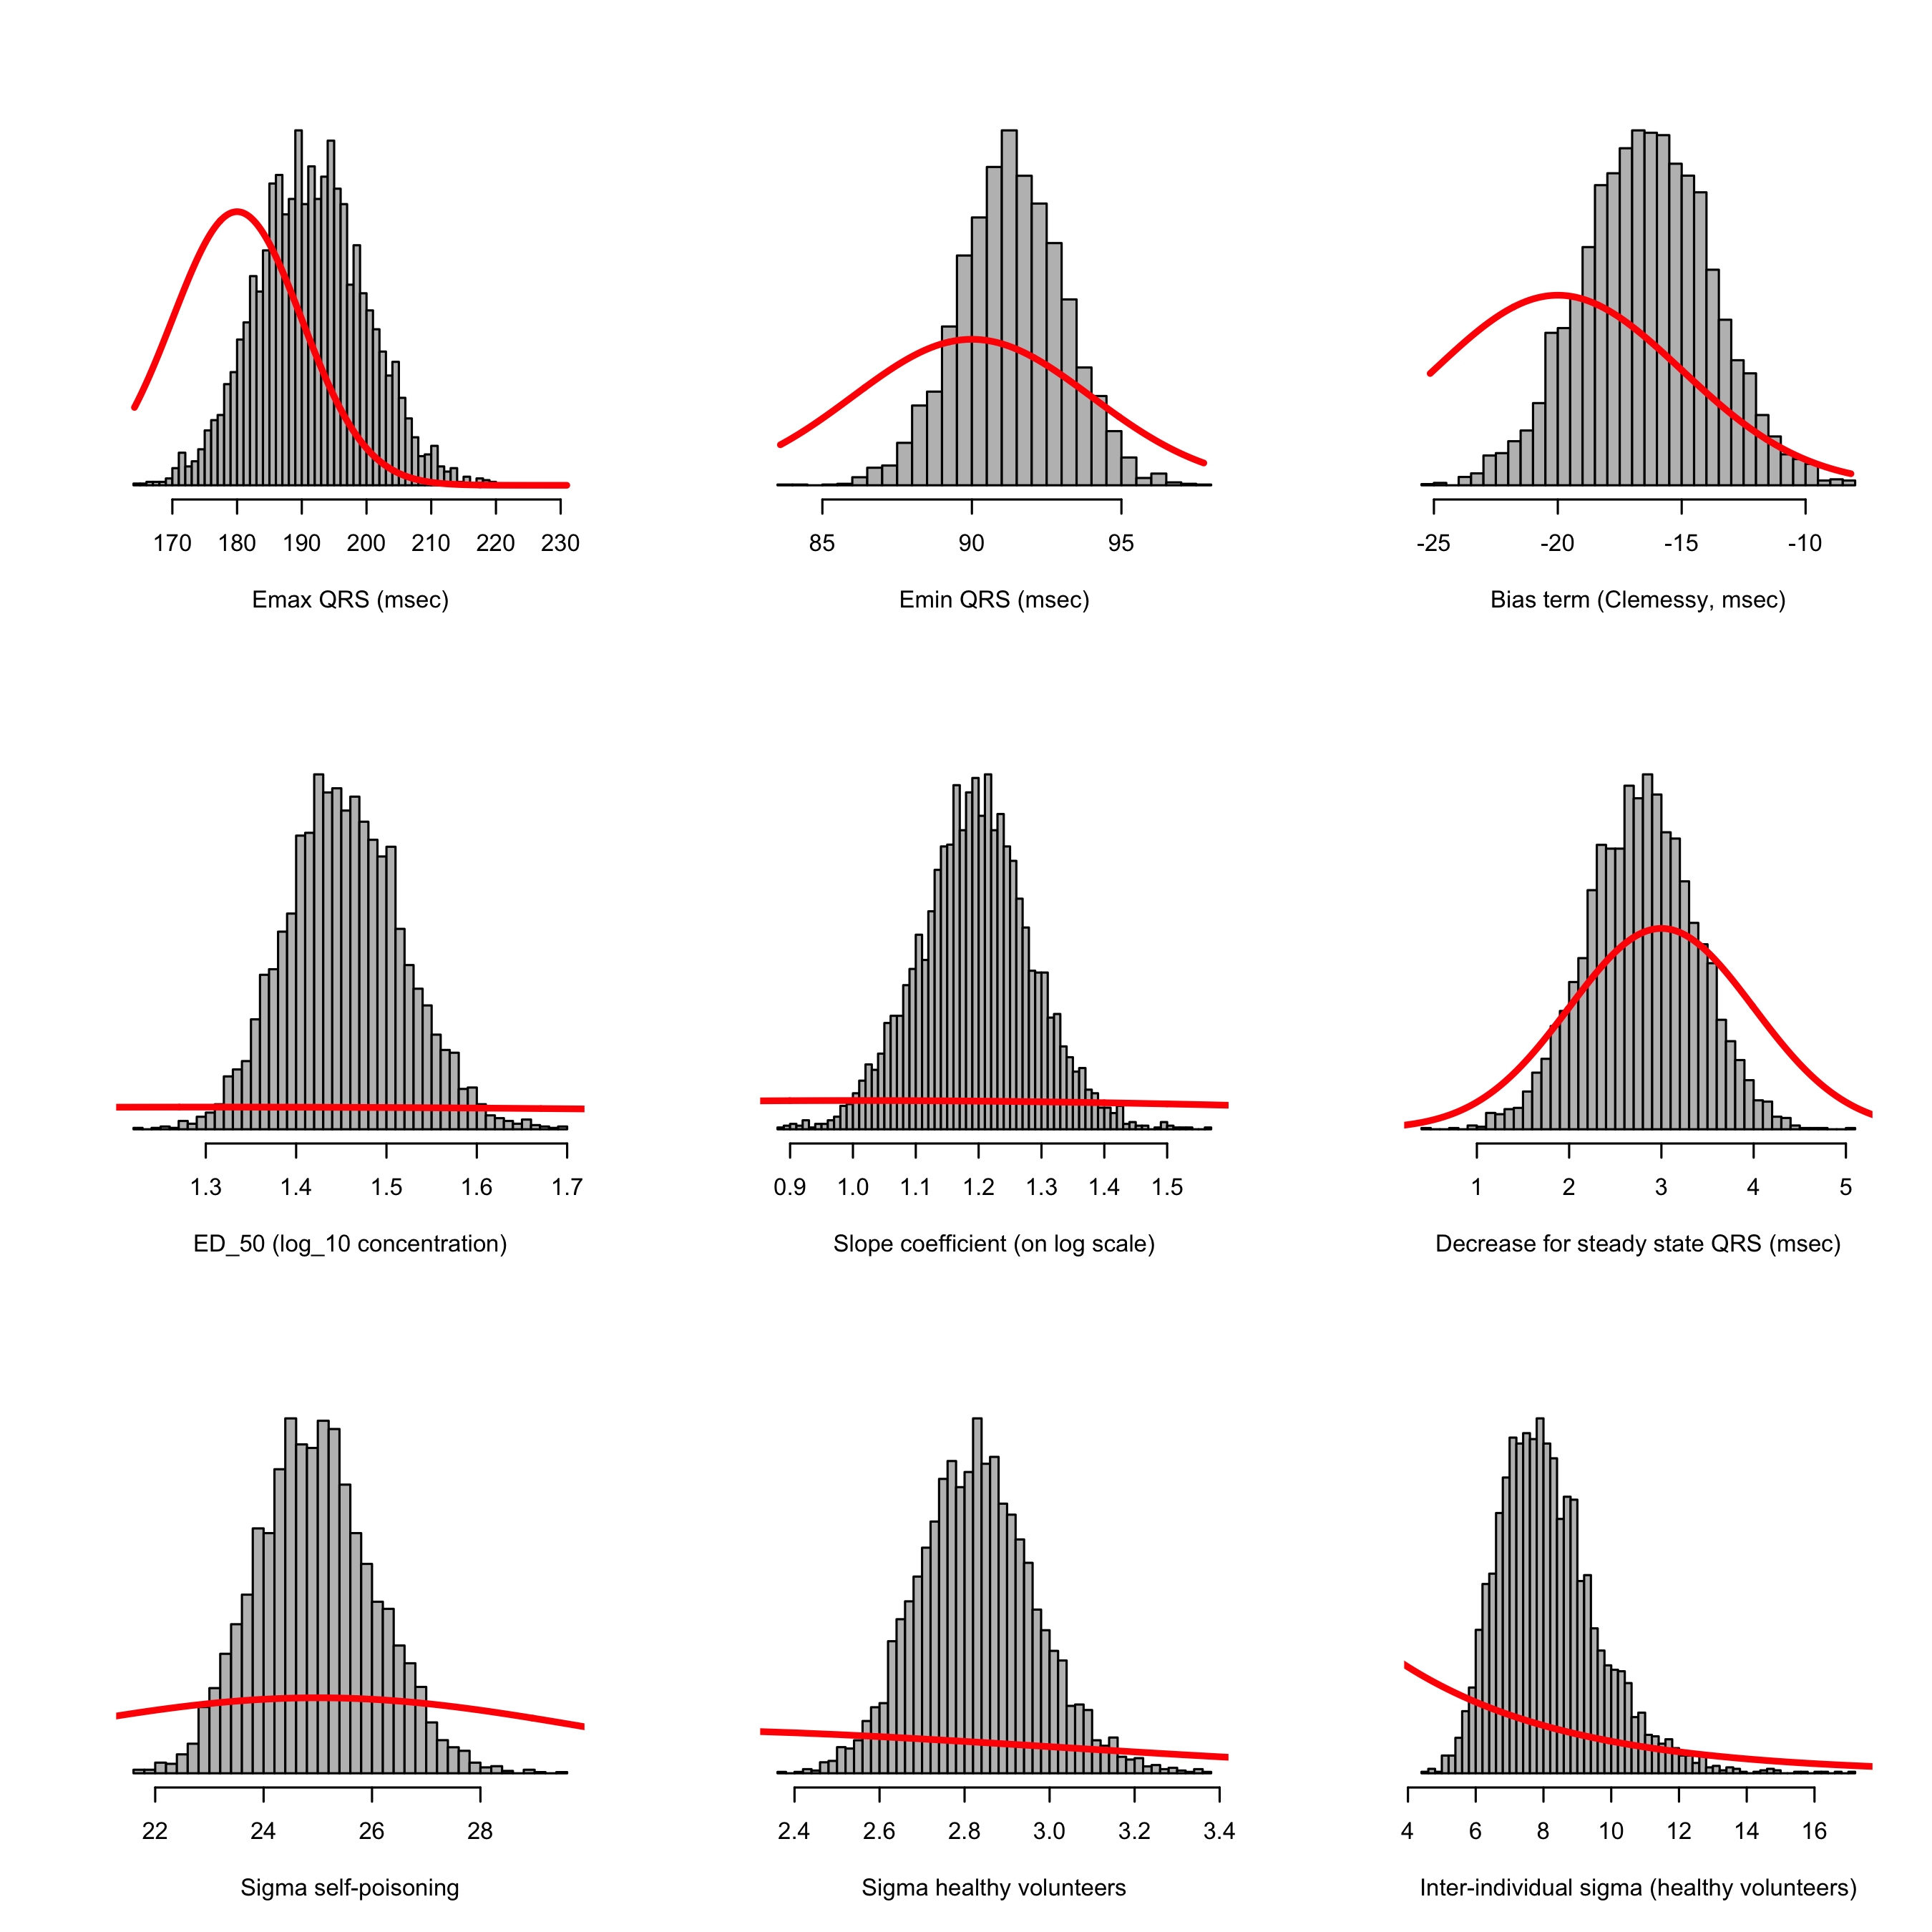 170 180 190 200 210 220 230
Emax QRS (msec)
85 90 95
Emin QRS (msec)
-25 -20 -15 -10
Bias term (Clemessy, msec)
1.3 1.4 1.5 1.6 1.7
ED_50 (log_10 concentration)
0.9 1.0 1.1 1.2 1.3 1.4 1.5
Slope coefficient (on log scale)
1 2 3 4 5
Decrease for steady state QRS (msec)
22 24 26 28
Sigma self-poisoning
2.4 2.6 2.8 3.0 3.2 3.4
Sigma healthy volunteers
4 6 8 10 12 14 16
Inter-individual sigma (healthy volunteers)